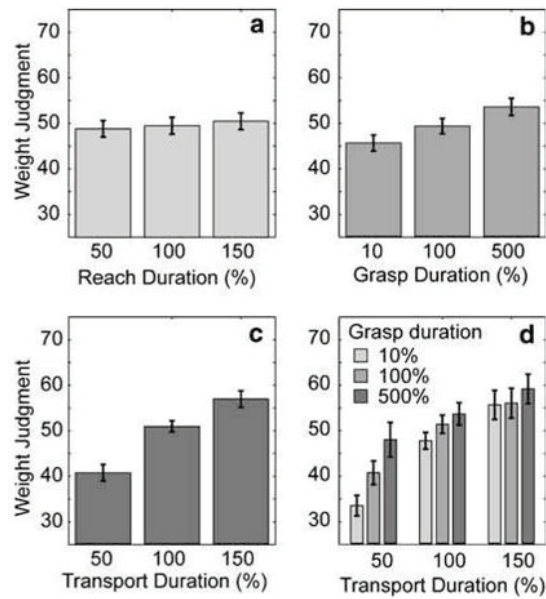 a
Weight Judgment
70
60
50
40
30
50 100 150
Reach Duration (%)
b
70
60
50
40
30
10 100 500
Grasp Duration (%)
c
Weight Judgment
70
60
50
40
30
50 100 150
Transport Duration (%)
d
Grasp duration
10%
100%
500%
70
60
50
40
30
50 100 150
Transport Duration (%)